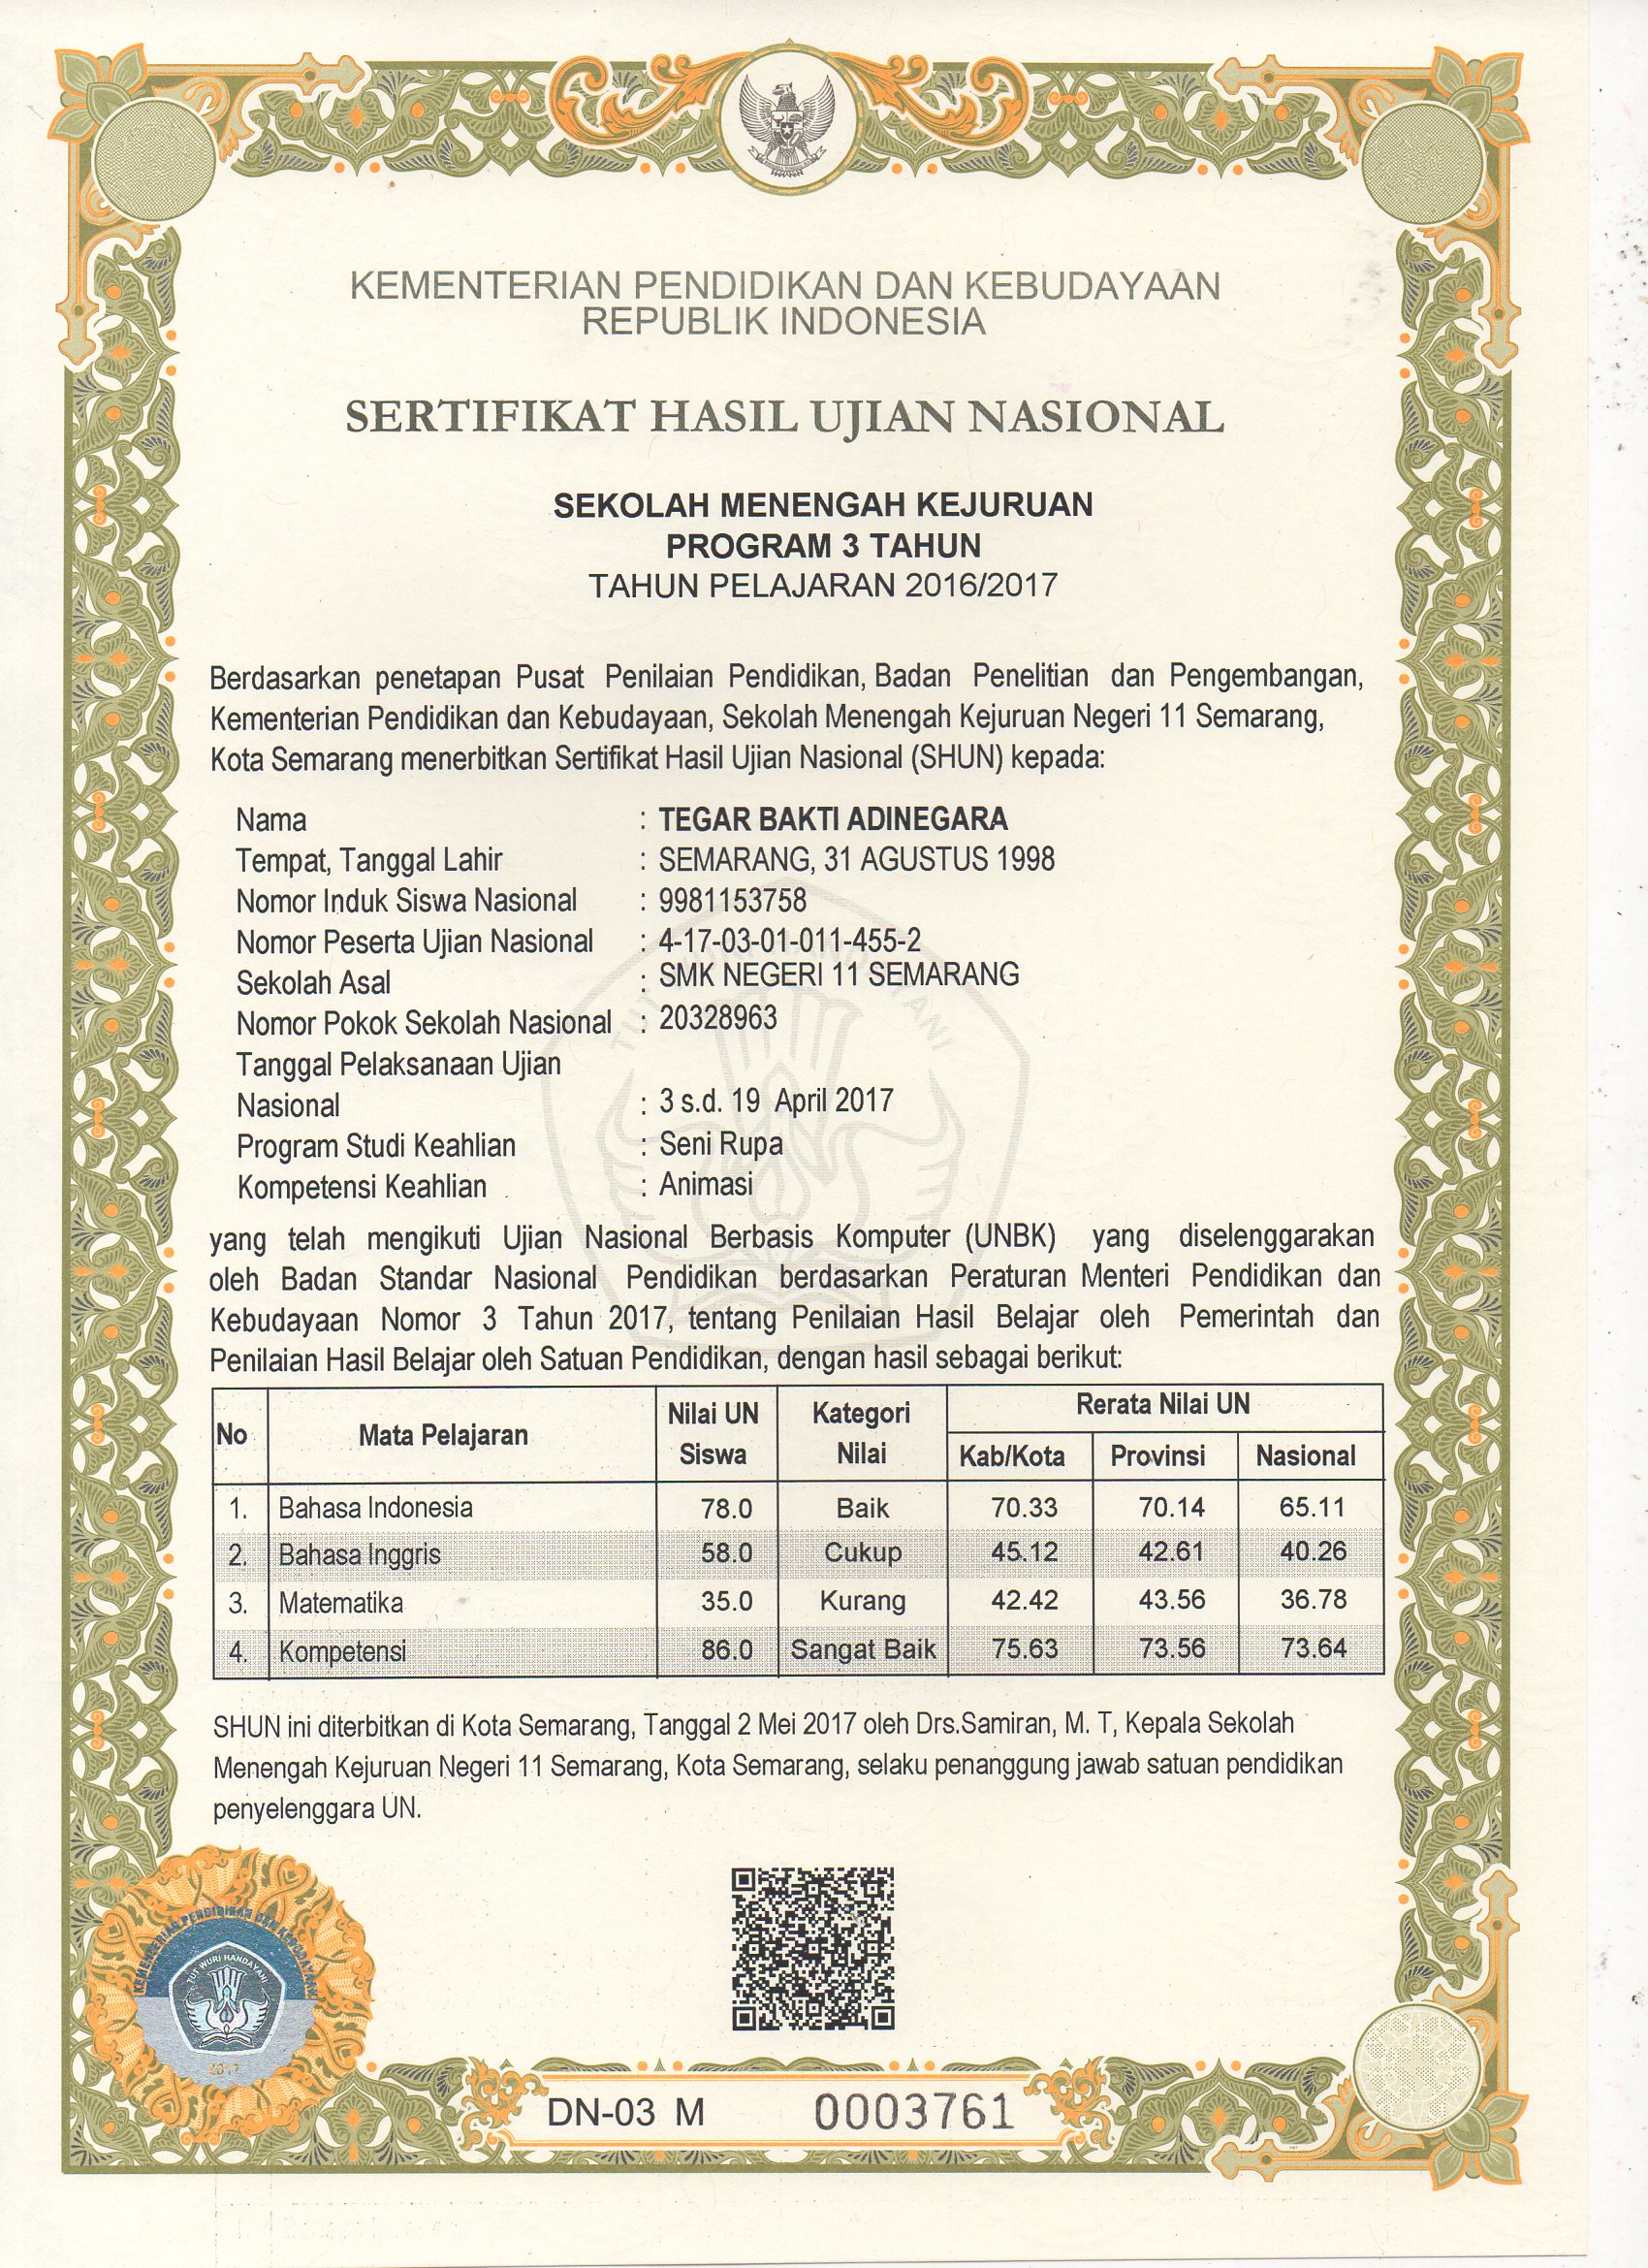 KEMENTERIAN PENDIDIKAN DAN KEBUDAYAAN
REPUBLIK INDONESIA
SERTIFIKAT HASIL UJIAN NASIONAL
SEKOLAH MENENGAH KEJURUAN
PROGRAM 3 TAHUN
TAHUN PELAJARAN 2016/2017
Berdasarkan penetapan Pusat Penilaian Pendidikan, Badan Penelitian dan Pengembangan,
Kementerian Pendidikan dan Kebudayaan, Sekolah Menengah Kejuruan Negeri 11 Semarang,
Kota Semarang menerbitkan Sertifikat Hasil Ujian Nasional (SHUN) kepada:
Nama : TEGAR BAKTI ADINEGARA
Tempat, Tanggal Lahir : SEMARANG, 31 AGUSTUS 1998
Nomor Induk Siswa Nasional : 9981153758
Nomor Peserta Ujian Nasional : 4-17-03-01-011-455-2
Sekolah Asal : SMK NEGERI 11 SEMARANG
Nomor Pokok Sekolah Nasional : 20328963
Tanggal Pelaksanaan Ujian
Nasional : 3 s.d. 19 April 2017
Program Studi Keahlian : Seni Rupa
Kompetensi Keahlian : Animasi
TUT WURI HANDAYANI
yang telah mengikuti Ujian Nasional Berbasis Komputer (UNBK) yang diselenggarakan
oleh Badan Standar Nasional Pendidikan berdasarkan Peraturan Menteri Pendidikan dan
Kebudayaan Nomor 3 Tahun 2017, tentang Penilaian Hasil Belajar oleh Pemerintah dan
Penilaian Hasil Belajar oleh Satuan Pendidikan, dengan hasil sebagai berikut:
No Mata Pelajaran Nilai UN Siswa Kategori Nilai Rerata Nilai UN
Kab/Kota Provinsi Nasional
1. Bahasa Indonesia 78.0 Baik 70.33 70.14 65.11
2. Bahasa Inggris 58.0 Cukup 45.12 42.61 40.26
3. Matematika 35.0 Kurang 42.42 43.56 36.78
4. Kompetensi 86.0 Sangat Baik 75.63 73.56 73.64
SHUN ini diterbitkan di Kota Semarang, Tanggal 2 Mei 2017 oleh Drs.Samiran, M. T, Kepala Sekolah
Menengah Kejuruan Negeri 11 Semarang, Kota Semarang, selaku penanggung jawab satuan pendidikan
penyelenggara UN.
KEMENTERIAN PENDIDIKAN DAN KEBUDAYAAN
TUT WURI HANDAYANI
2017
DN-03 M 0003761